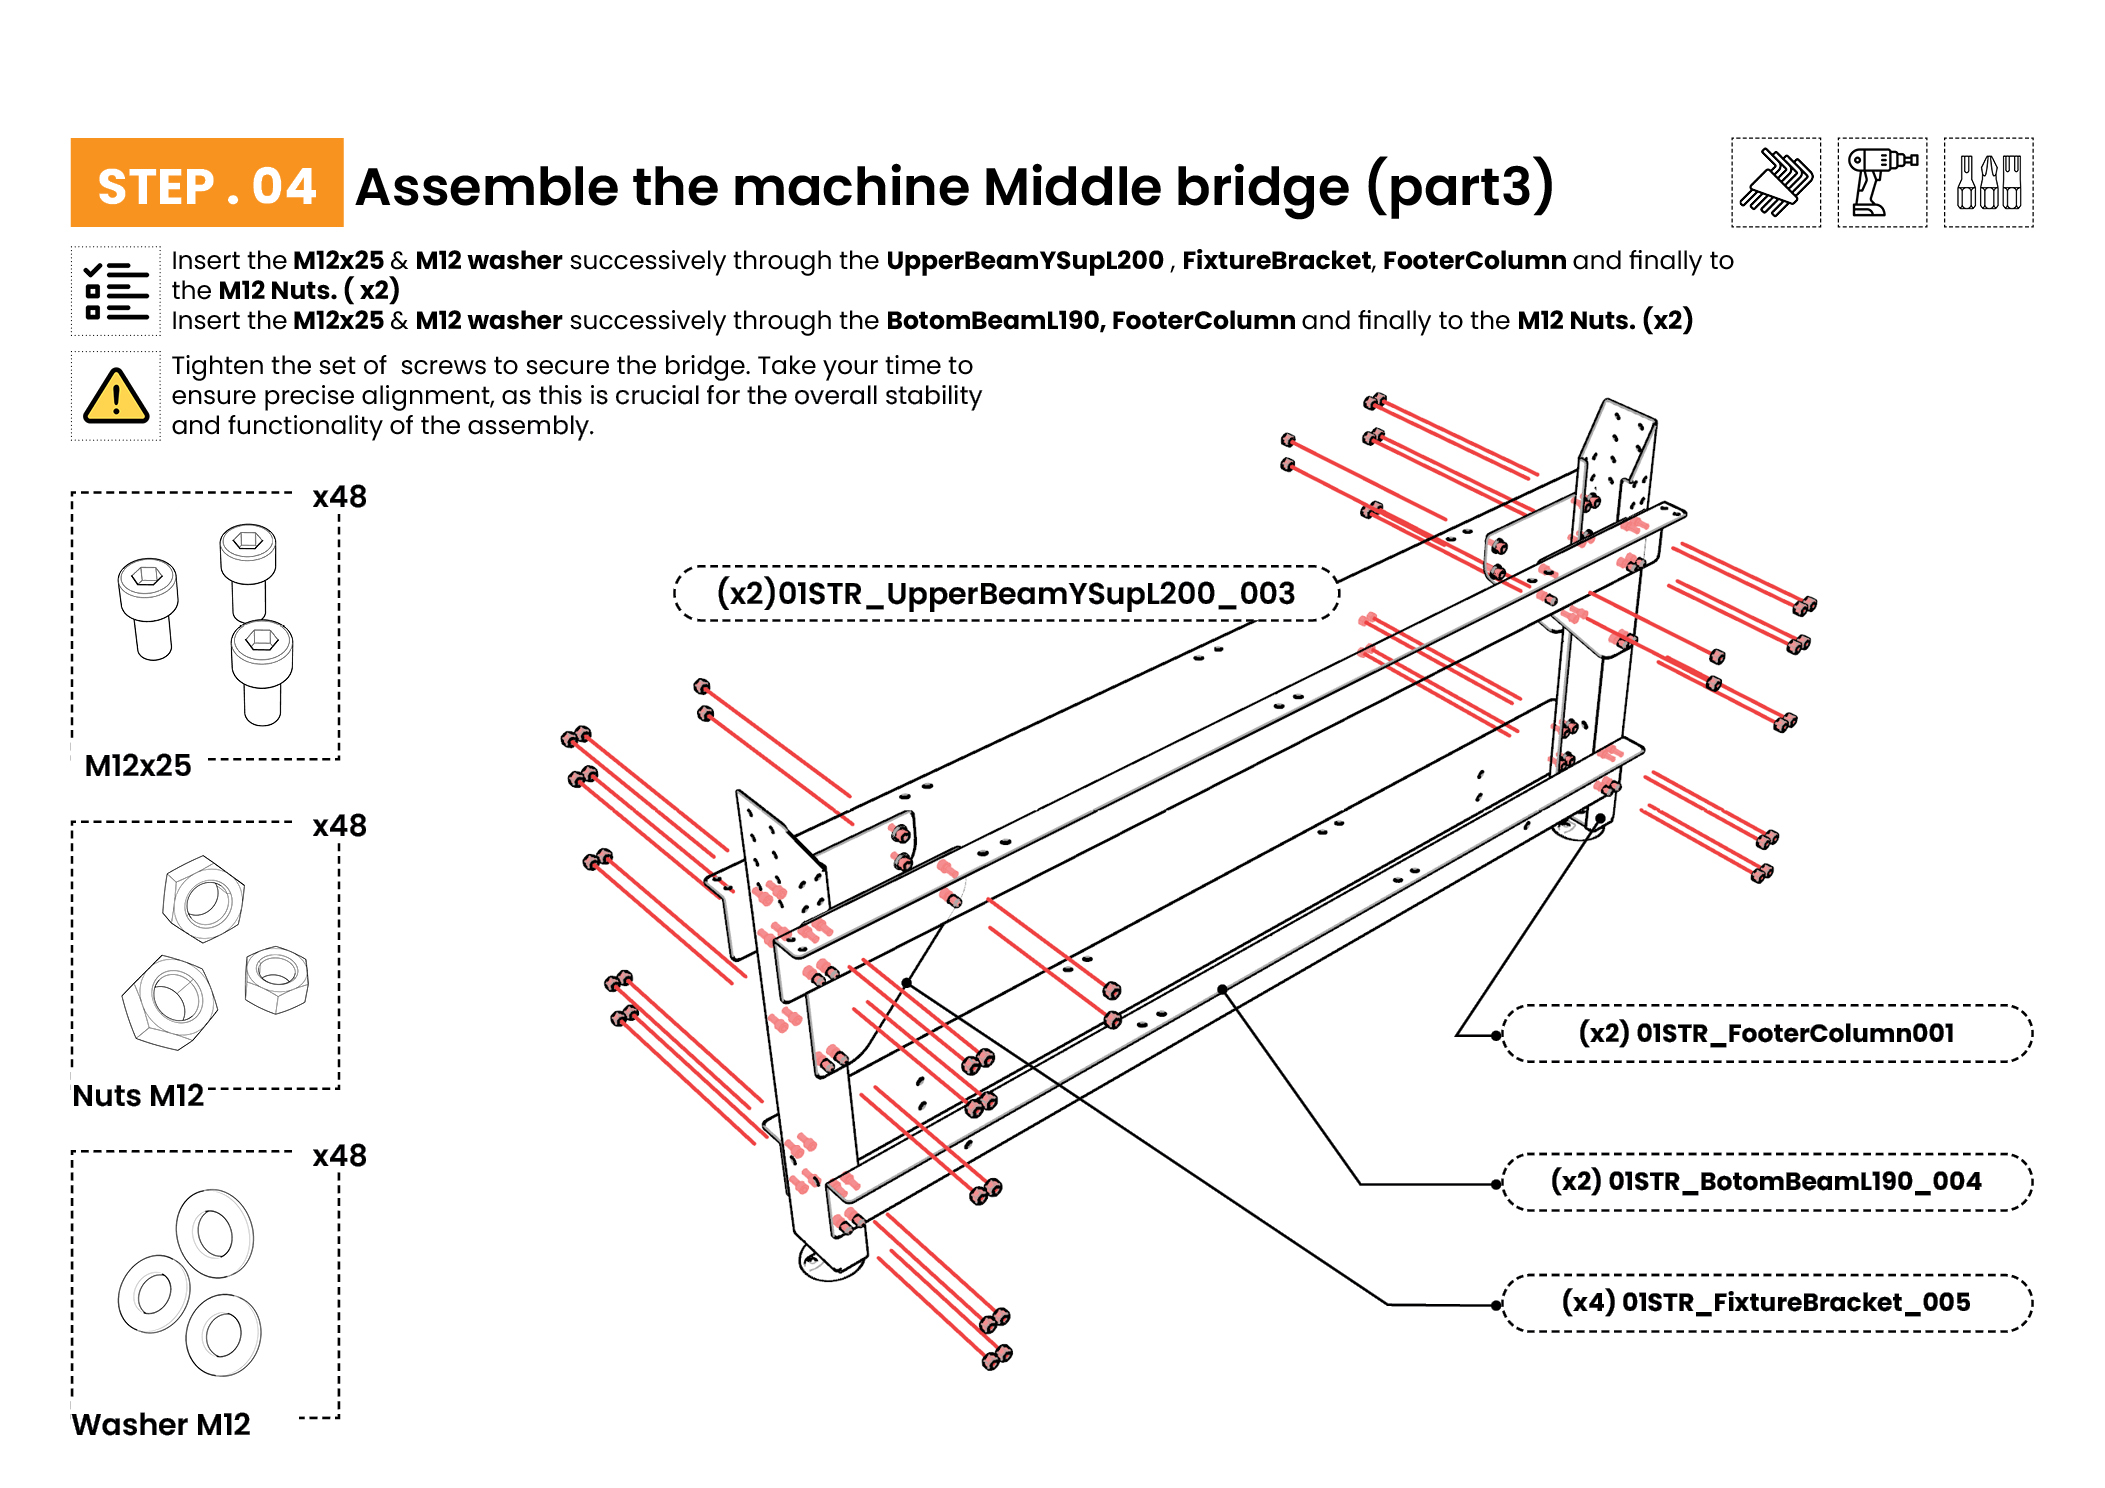 STEP . 04 Assemble the machine Middle bridge (part3)
Insert the M12x25 & M12 washer successively through the UpperBeamYSupL200 , FixtureBracket, FooterColumn and finally to
the M12 Nuts. ( x2)
Insert the M12x25 & M12 washer successively through the BotomBeamL190, FooterColumn and finally to the M12 Nuts. (x2)
Tighten the set of  screws to secure the bridge. Take your time to
ensure precise alignment, as this is crucial for the overall stability
and functionality of the assembly.
x48
M12x25
x48
Nuts M12
x48
Washer M12
(x2)01STR_UpperBeamYSupL200_003
(x2) 01STR_FooterColumn001
(x2) 01STR_BotomBeamL190_004
(x4) 01STR_FixtureBracket_005